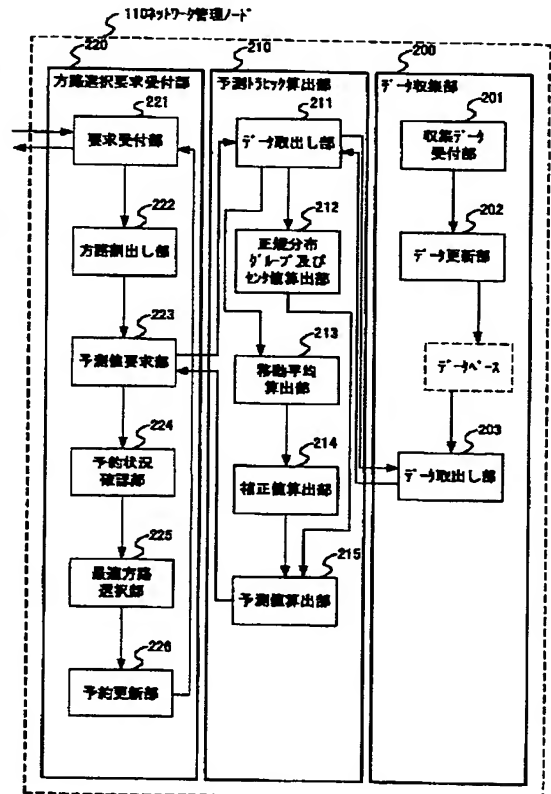 110ネットワーク管理ノード
220
方路選択要求受付部
221
要求受付部
222
方路割出し部
223
予測値要求部
224
予約状況
確認部
225
最適方路
選択部
226
予約更新部
210
予測トラヒック算出部
211
データ取出し部
212
正規分布
グループ及び
センタ値算出部
213
移動平均
算出部
214
補正値算出部
215
予測値算出部
200
データ収集部
201
収集データ
受付部
202
データ更新部
データベース
203
データ取出し部